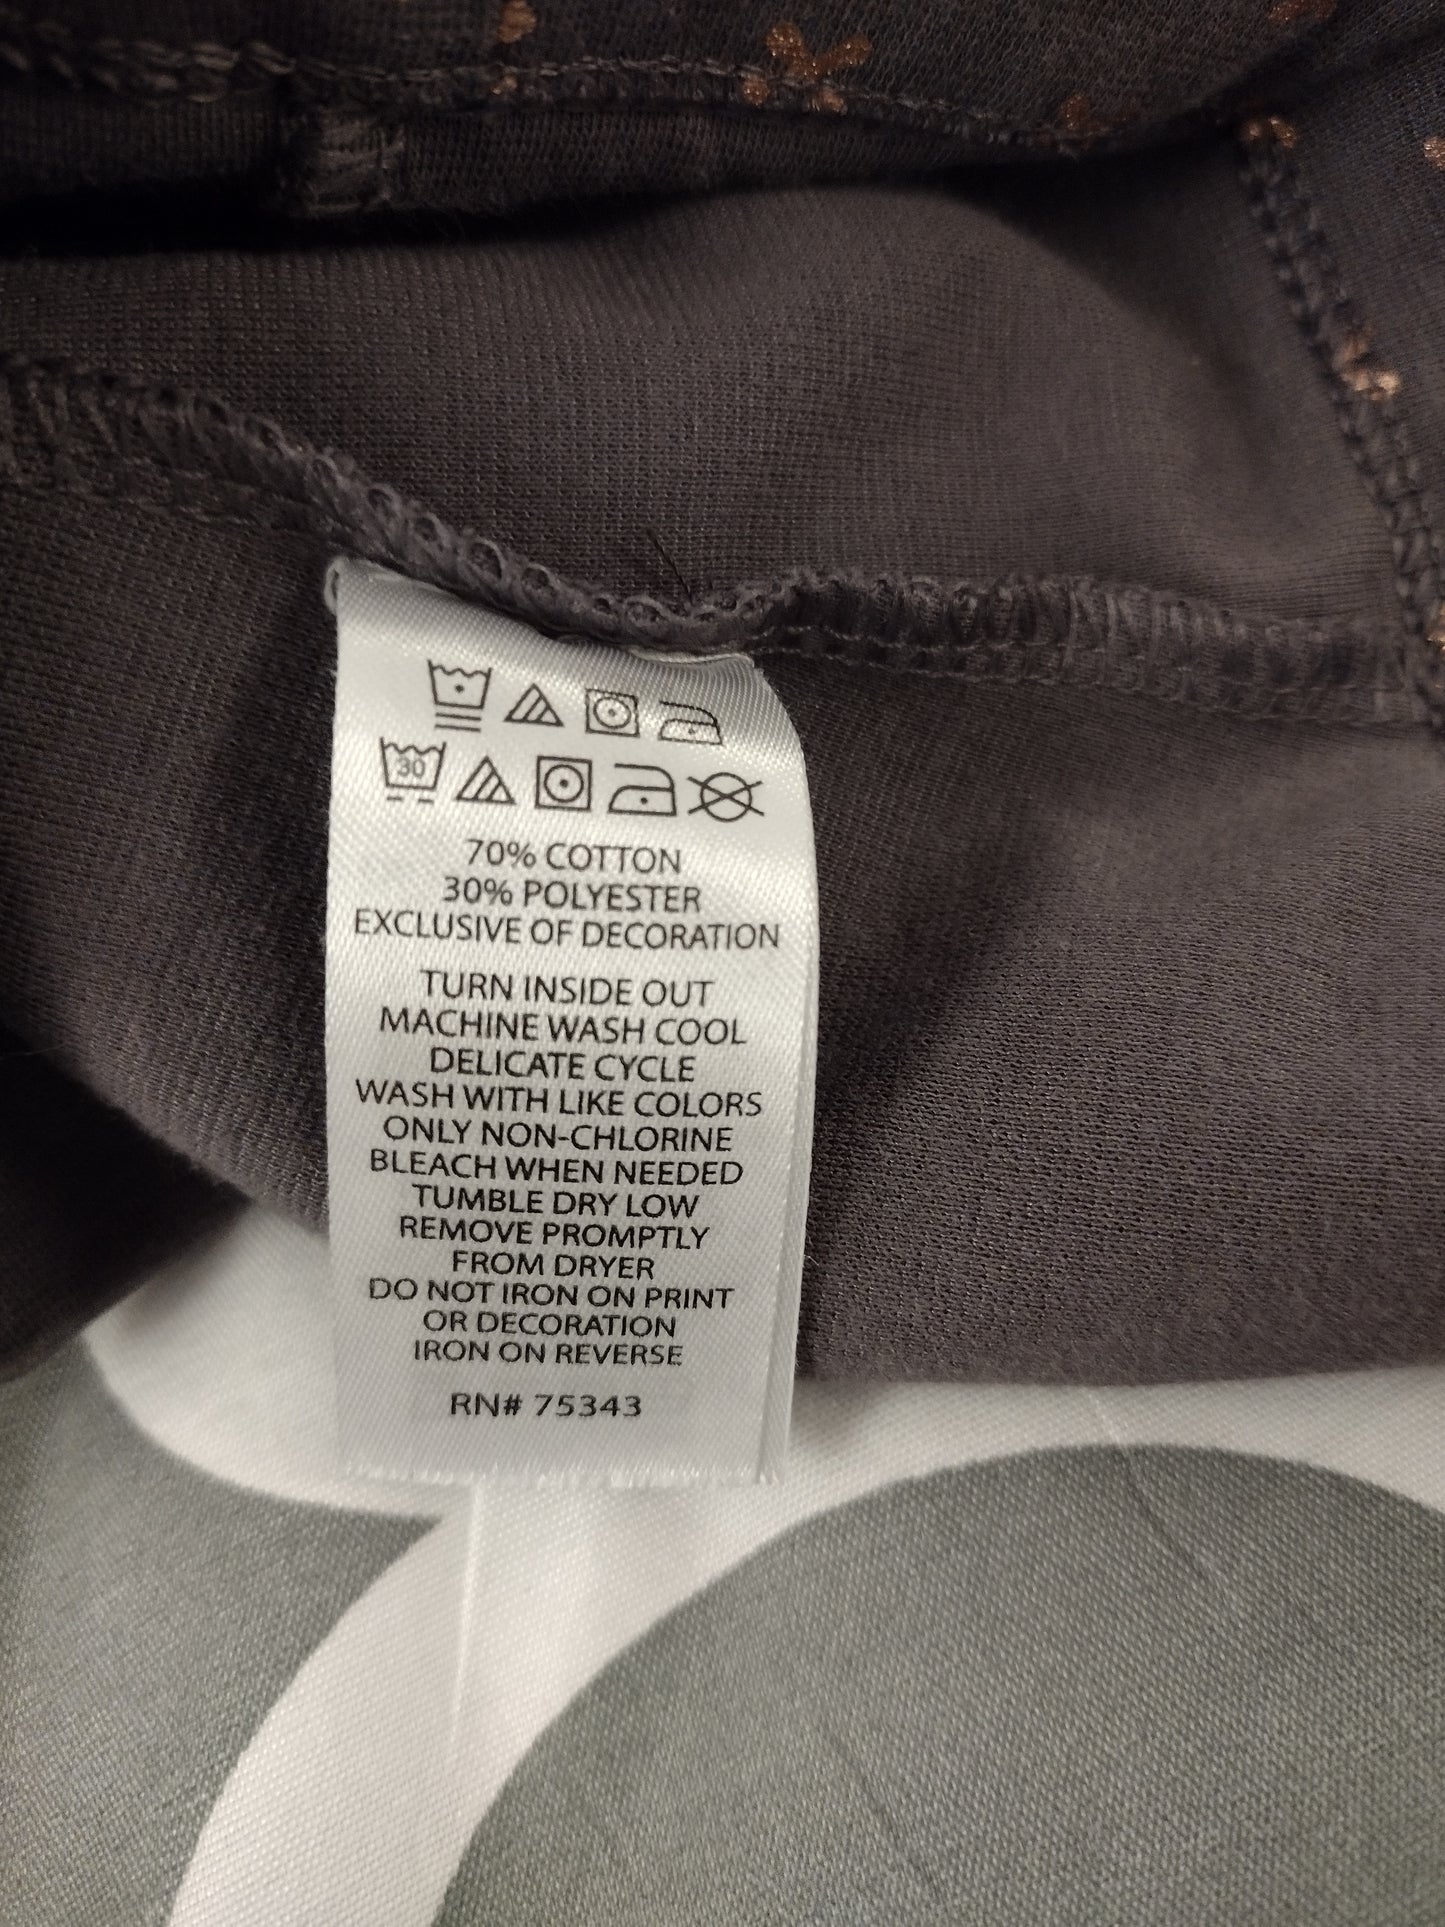 30
70% COTTON
30% POLYESTER
EXCLUSIVE OF DECORATION
TURN INSIDE OUT
MACHINE WASH COOL
DELICATE CYCLE
WASH WITH LIKE COLORS
ONLY NON-CHLORINE
BLEACH WHEN NEEDED
TUMBLE DRY LOW
REMOVE PROMPTLY
FROM DRYER
DO NOT IRON ON PRINT
OR DECORATION
IRON ON REVERSE
RN# 75343